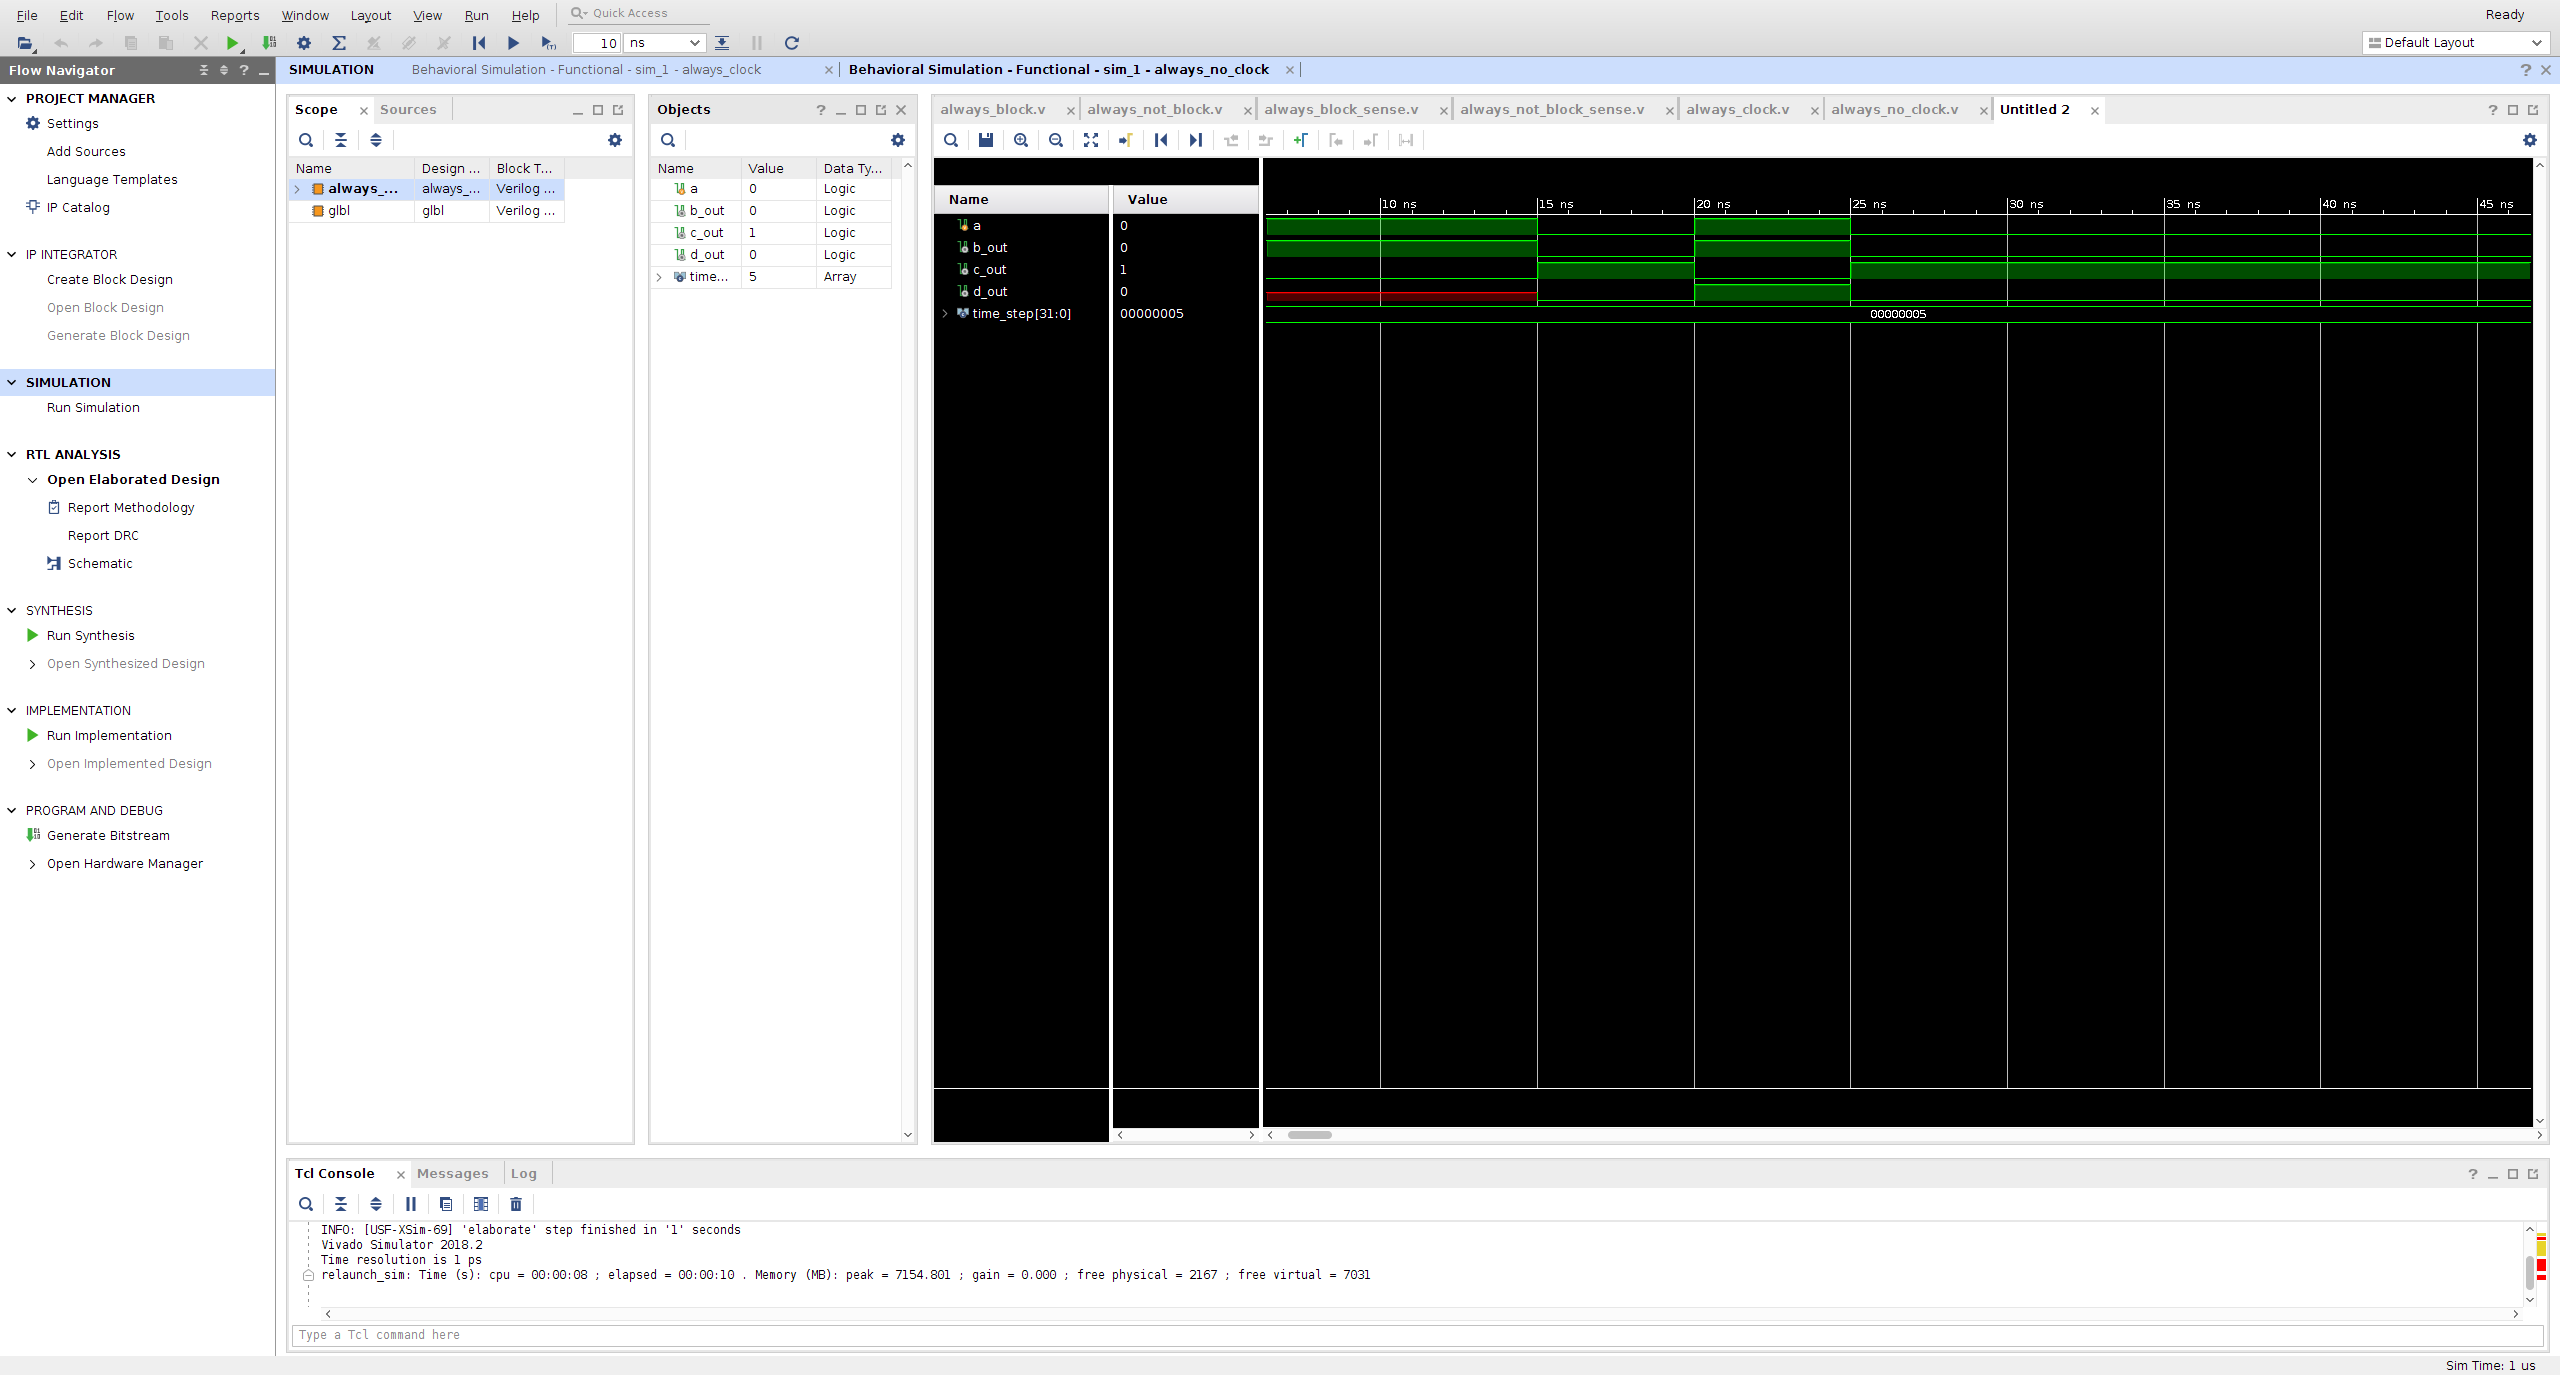 File Edit Flow Tools Reports Window Layout View Run Help Quick Access Ready
10 ns Default Layout
Flow Navigator
PROJECT MANAGER
Settings
Add Sources
Language Templates
IP Catalog
IP INTEGRATOR
Create Block Design
Open Block Design
Generate Block Design
SIMULATION
Run Simulation
RTL ANALYSIS
Open Elaborated Design
Report Methodology
Report DRC
Schematic
SYNTHESIS
Run Synthesis
Open Synthesized Design
IMPLEMENTATION
Run Implementation
Open Implemented Design
PROGRAM AND DEBUG
Generate Bitstream
Open Hardware Manager
SIMULATION Behavioral Simulation - Functional - sim_1 - always_clock Behavioral Simulation - Functional - sim_1 - always_no_clock
Scope Sources
Name Design ... Block T...
always_... always_... Verilog ...
glbl glbl Verilog ...
Objects
Name Value Data Ty...
a 0 Logic
b_out 0 Logic
c_out 1 Logic
d_out 0 Logic
time... 5 Array
always_block.v always_not_block.v always_block_sense.v always_not_block_sense.v always_clock.v always_no_clock.v Untitled 2
Name Value
10 ns 15 ns 20 ns 25 ns 30 ns 35 ns 40 ns 45 ns
a 0
b_out 0
c_out 1
d_out 0
time_step[31:0] 00000005 00000005
Tcl Console Messages Log
INFO: [USF-XSim-69] 'elaborate' step finished in '1' seconds
Vivado Simulator 2018.2
Time resolution is 1 ps
relaunch_sim: Time (s): cpu = 00:00:08 ; elapsed = 00:00:10 . Memory (MB): peak = 7154.801 ; gain = 0.000 ; free physical = 2167 ; free virtual = 7031
Type a Tcl command here
Sim Time: 1 us